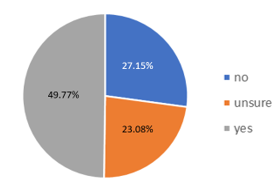 27.15%
no
unsure
49.77%
23.08%
yes